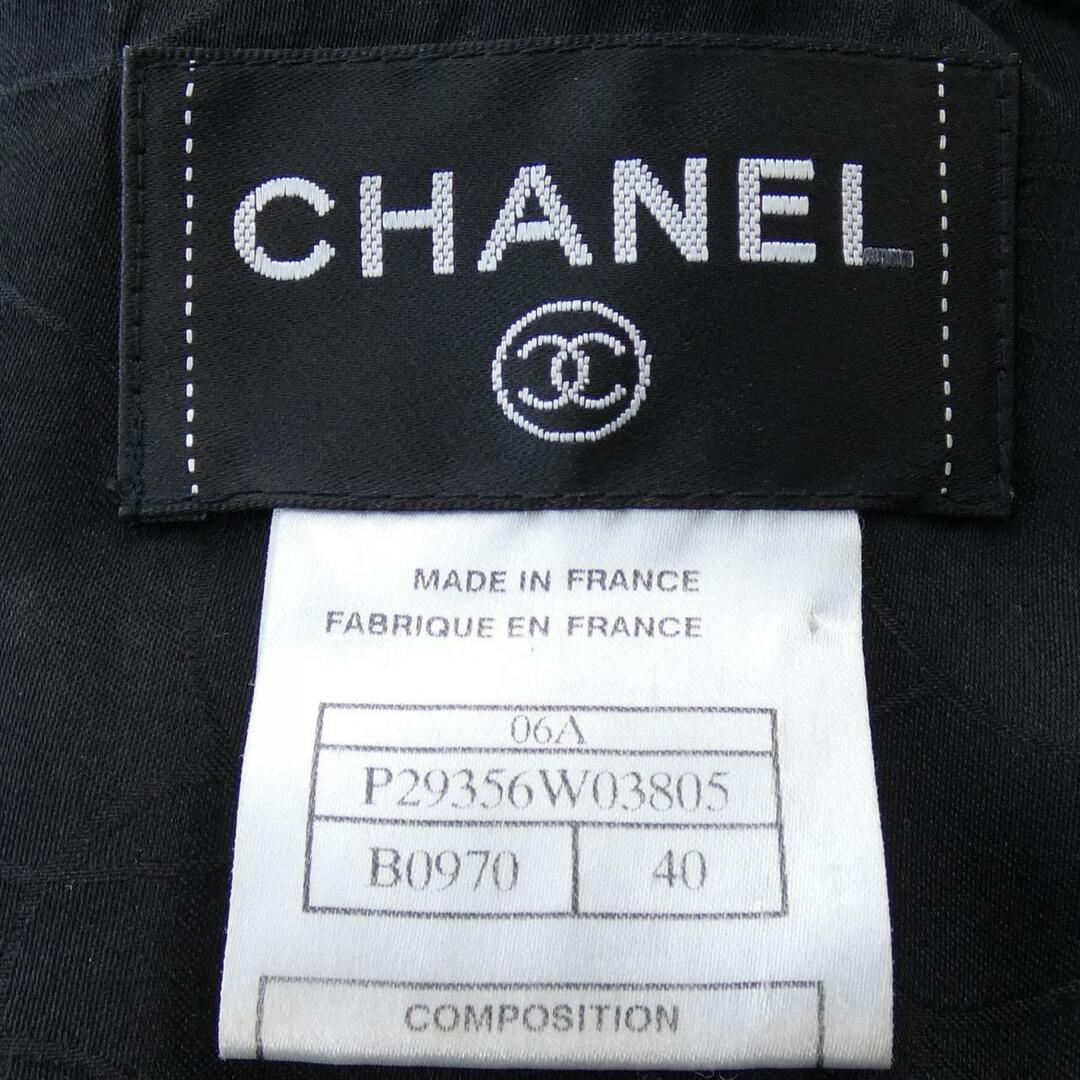 CHANEL
MADE IN FRANCE
FABRIQUE EN FRANCE
06A
P29356W03805
B0970 40
COMPOSITION